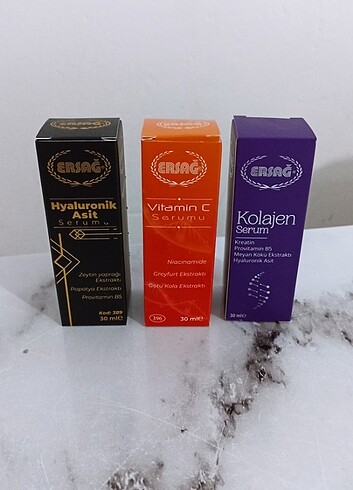 ERSAĞ
Hyaluronik
Asit
Serumu
Zeytin yaprağı
Ekstraktı
Papatya Ekstraktı
Provitamin B5
Kod: 389
30 ml℮
ERSAĞ
Vitamin C
Serumu
Niacinamide
Greyfurt Ekstraktı
Gotu Kola Ekstraktı
396
30 ml℮
ERSAĞ
Kolajen
Serum
Kreatin
Provitamin B5
Meyan Kökü Ekstraktı
Hyaluronik Asit
30 ml℮